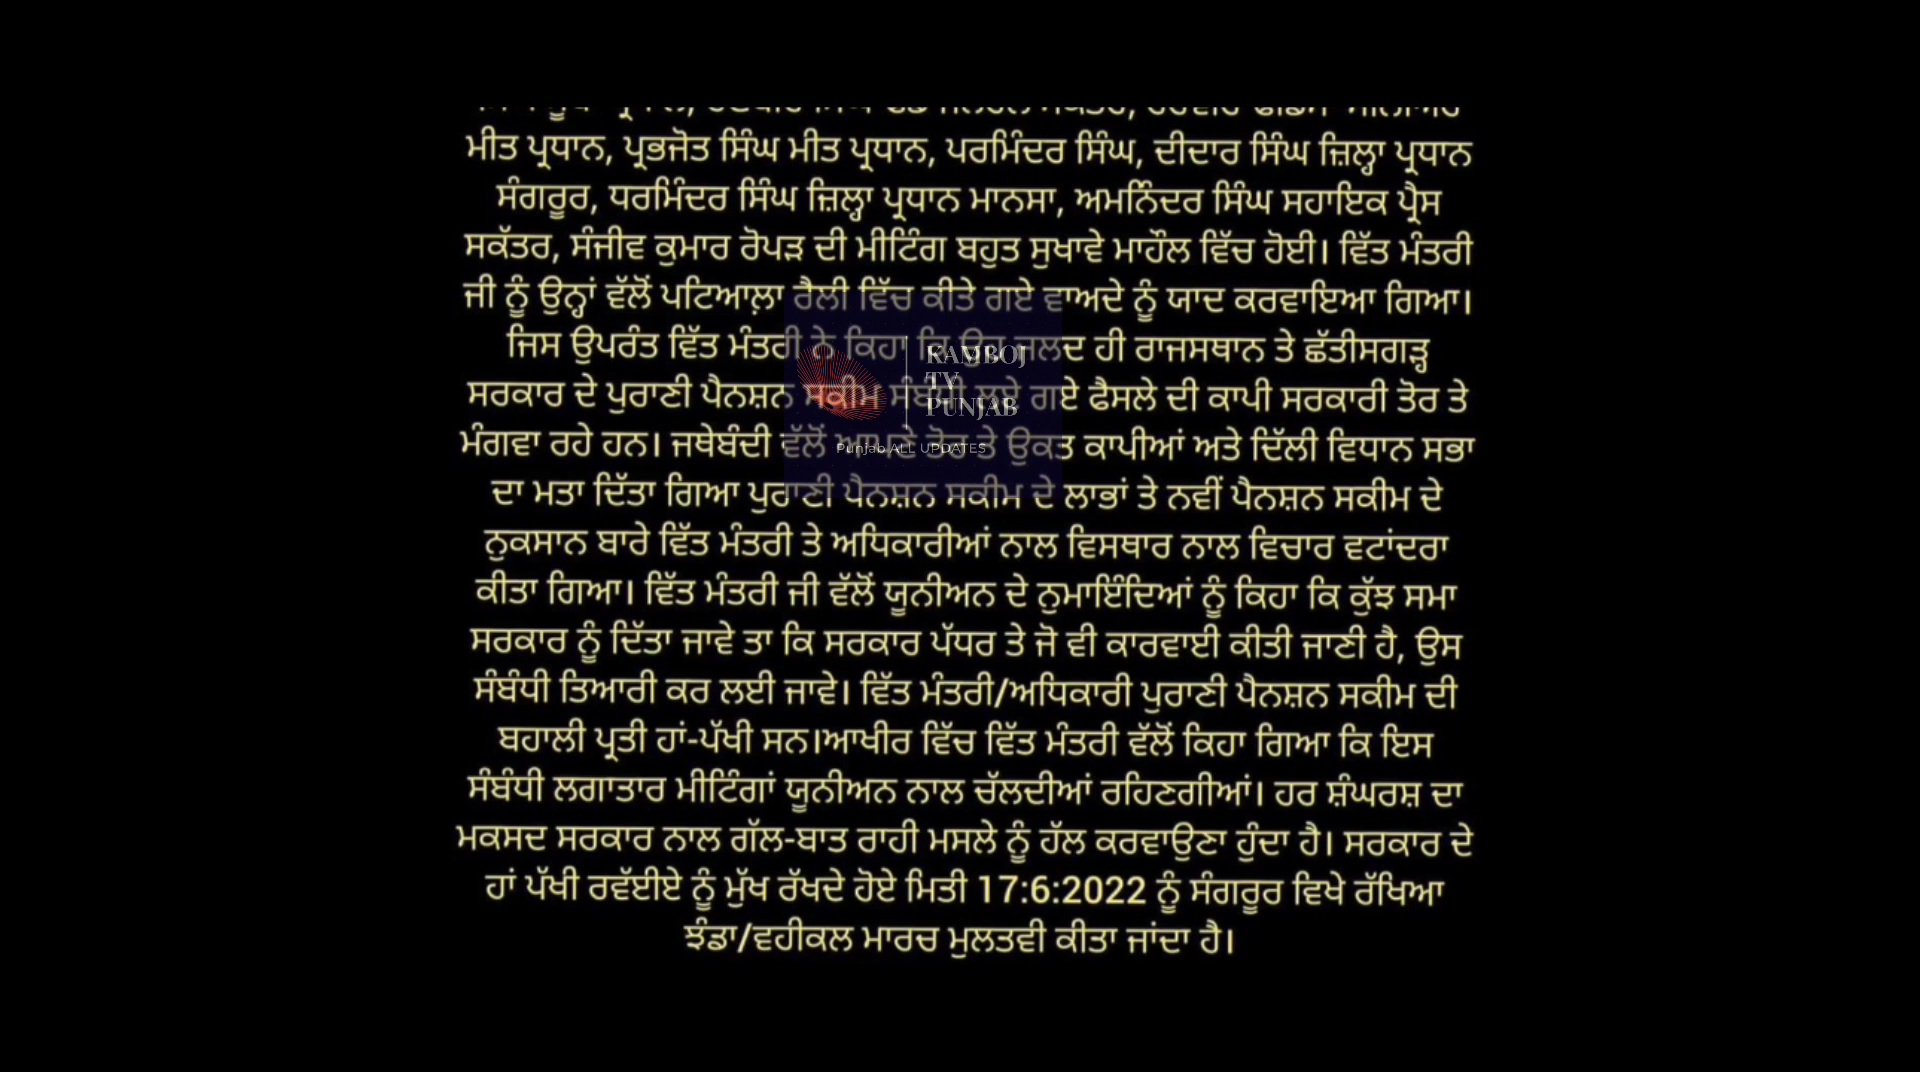 ਮੀਤ ਪ੍ਰਧਾਨ, ਪ੍ਰਭਜੋਤ ਸਿੰਘ ਮੀਤ ਪ੍ਰਧਾਨ, ਪਰਮਿੰਦਰ ਸਿੰਘ, ਦੀਦਾਰ ਸਿੰਘ ਜ਼ਿਲ੍ਹਾ ਪ੍ਰਧਾਨ
ਸੰਗਰੂਰ, ਧਰਮਿੰਦਰ ਸਿੰਘ ਜ਼ਿਲ੍ਹਾ ਪ੍ਰਧਾਨ ਮਾਨਸਾ, ਅਮਨਿੰਦਰ ਸਿੰਘ ਸਹਾਇਕ ਪ੍ਰੈਸ
ਸਕੱਤਰ, ਸੰਜੀਵ ਕੁਮਾਰ ਰੋਪੜ ਦੀ ਮੀਟਿੰਗ ਬਹੁਤ ਸੁਖਾਵੇ ਮਾਹੌਲ ਵਿੱਚ ਹੋਈ। ਵਿੱਤ ਮੰਤਰੀ
ਜੀ ਨੂੰ ਉਨ੍ਹਾਂ ਵੱਲੋਂ ਪਟਿਆਲ਼ਾ ਰੈਲੀ ਵਿੱਚ ਕੀਤੇ ਗਏ ਵਾਅਦੇ ਨੂੰ ਯਾਦ ਕਰਵਾਇਆ ਗਿਆ।
ਜਿਸ ਉਪਰੰਤ ਵਿੱਤ ਮੰਤਰੀ ਨੇ ਕਿਹਾ ਕਿ ਉਹ ਜਲਦ ਹੀ ਰਾਜਸਥਾਨ ਤੇ ਛੱਤੀਸਗੜ੍ਹ
ਸਰਕਾਰ ਦੇ ਪੁਰਾਣੀ ਪੈਨਸ਼ਨ ਸਕੀਮ ਸੰਬੰਧੀ ਲਏ ਗਏ ਫੈਸਲੇ ਦੀ ਕਾਪੀ ਸਰਕਾਰੀ ਤੋਰ ਤੇ
ਮੰਗਵਾ ਰਹੇ ਹਨ। ਜਥੇਬੰਦੀ ਵੱਲੋਂ ਆਪਣੇ ਤੋਰ ਤੇ ਉਕਤ ਕਾਪੀਆਂ ਅਤੇ ਦਿੱਲੀ ਵਿਧਾਨ ਸਭਾ
ਦਾ ਮਤਾ ਦਿੱਤਾ ਗਿਆ ਪੁਰਾਣੀ ਪੈਨਸ਼ਨ ਸਕੀਮ ਦੇ ਲਾਭਾਂ ਤੇ ਨਵੀਂ ਪੈਨਸ਼ਨ ਸਕੀਮ ਦੇ
ਨੁਕਸਾਨ ਬਾਰੇ ਵਿੱਤ ਮੰਤਰੀ ਤੇ ਅਧਿਕਾਰੀਆਂ ਨਾਲ ਵਿਸਥਾਰ ਨਾਲ ਵਿਚਾਰ ਵਟਾਂਦਰਾ
ਕੀਤਾ ਗਿਆ। ਵਿੱਤ ਮੰਤਰੀ ਜੀ ਵੱਲੋਂ ਯੂਨੀਅਨ ਦੇ ਨੁਮਾਇੰਦਿਆਂ ਨੂੰ ਕਿਹਾ ਕਿ ਕੁੱਝ ਸਮਾ
ਸਰਕਾਰ ਨੂੰ ਦਿੱਤਾ ਜਾਵੇ ਤਾ ਕਿ ਸਰਕਾਰ ਪੱਧਰ ਤੇ ਜੋ ਵੀ ਕਾਰਵਾਈ ਕੀਤੀ ਜਾਣੀ ਹੈ, ਉਸ
ਸੰਬੰਧੀ ਤਿਆਰੀ ਕਰ ਲਈ ਜਾਵੇ। ਵਿੱਤ ਮੰਤਰੀ/ਅਧਿਕਾਰੀ ਪੁਰਾਣੀ ਪੈਨਸ਼ਨ ਸਕੀਮ ਦੀ
ਬਹਾਲੀ ਪ੍ਰਤੀ ਹਾਂ-ਪੱਖੀ ਸਨ।ਆਖੀਰ ਵਿੱਚ ਵਿੱਤ ਮੰਤਰੀ ਵੱਲੋਂ ਕਿਹਾ ਗਿਆ ਕਿ ਇਸ
ਸੰਬੰਧੀ ਲਗਾਤਾਰ ਮੀਟਿੰਗਾਂ ਯੂਨੀਅਨ ਨਾਲ ਚੱਲਦੀਆਂ ਰਹਿਣਗੀਆਂ। ਹਰ ਸ਼ੰਘਰਸ਼ ਦਾ
ਮਕਸਦ ਸਰਕਾਰ ਨਾਲ ਗੱਲ-ਬਾਤ ਰਾਹੀ ਮਸਲੇ ਨੂੰ ਹੱਲ ਕਰਵਾਉਣਾ ਹੁੰਦਾ ਹੈ। ਸਰਕਾਰ ਦੇ
ਹਾਂ ਪੱਖੀ ਰਵੱਈਏ ਨੂੰ ਮੁੱਖ ਰੱਖਦੇ ਹੋਏ ਮਿਤੀ 17:6:2022 ਨੂੰ ਸੰਗਰੂਰ ਵਿਖੇ ਰੱਖਿਆ
ਝੰਡਾ/ਵਹੀਕਲ ਮਾਰਚ ਮੁਲਤਵੀ ਕੀਤਾ ਜਾਂਦਾ ਹੈ।
KAMBOJ
TV
PUNJAB
Punjab ALL UPDATES